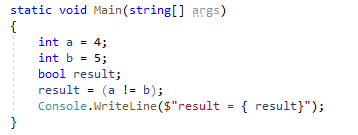 static void Main(string[] args)
{
    int a = 4;
    int b = 5;
    bool result;
    result = (a != b);
    Console.WriteLine($"result = { result}");
}